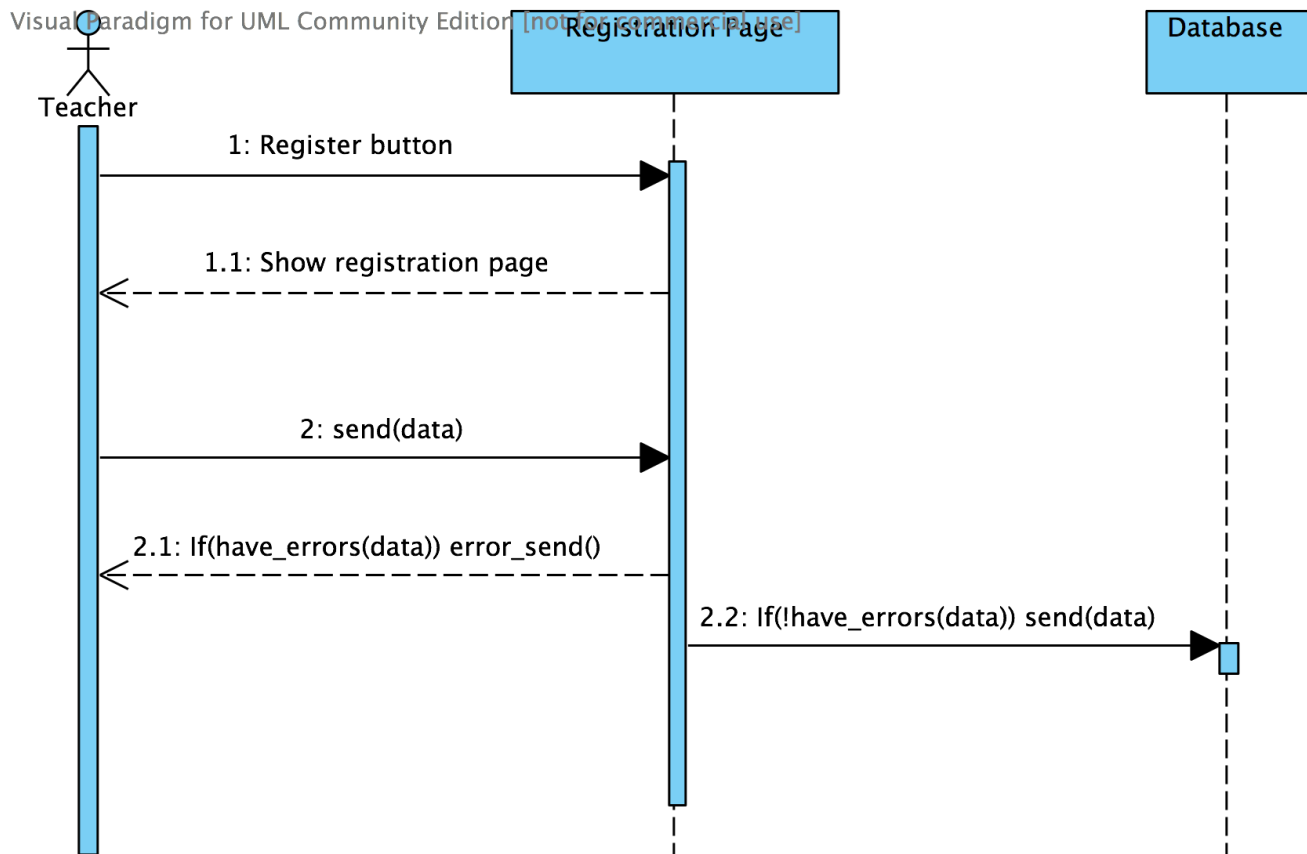 Visual Paradigm for UML Community Edition [not for commercial use]
Registration Page
Database
Teacher
1: Register button
1.1: Show registration page
2: send(data)
2.1: If(have_errors(data)) error_send()
2.2: If(!have_errors(data)) send(data)